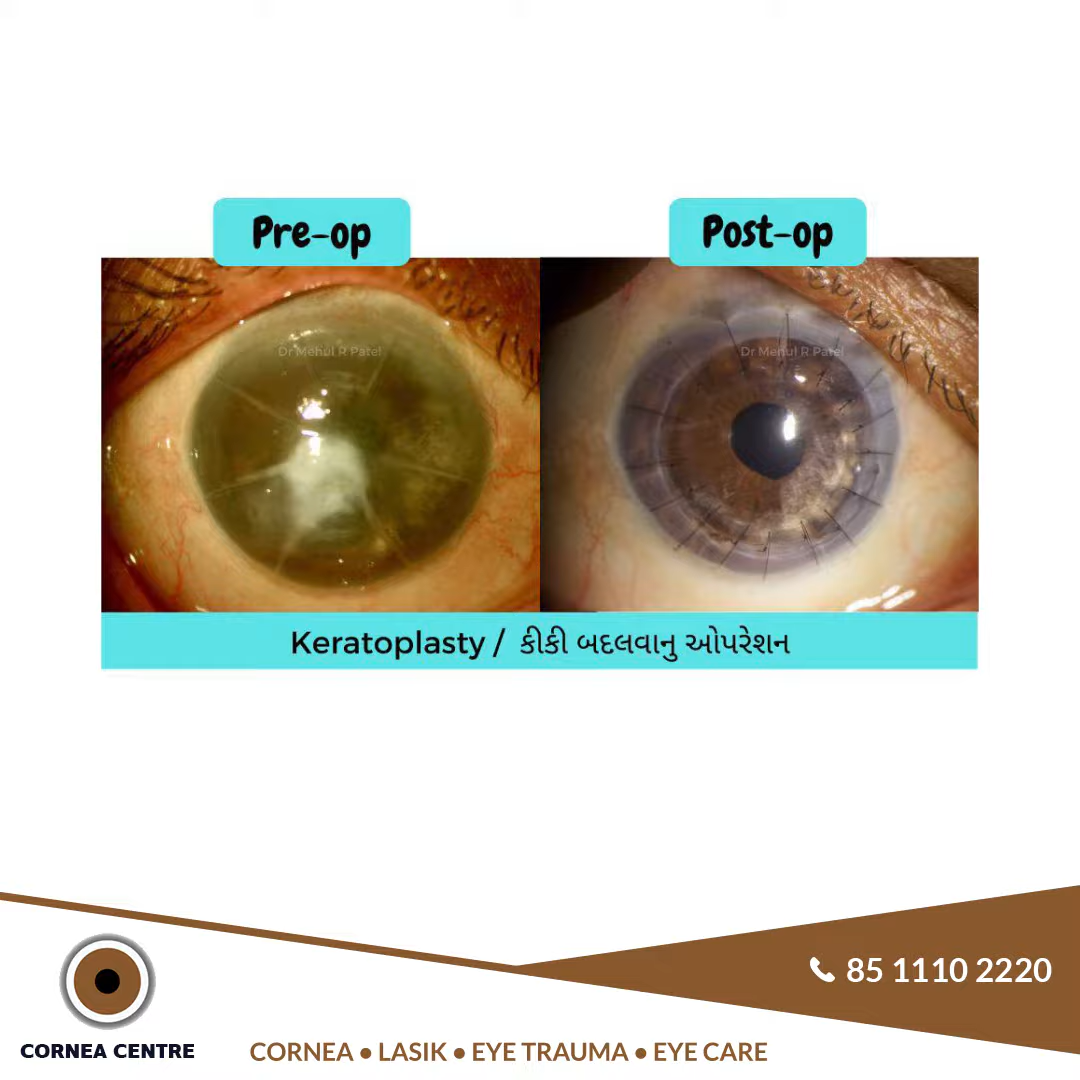 Pre-op
Post-op
Dr Mehul R Patel
Dr Mehul R Patel
Keratoplasty / કીકી બદલવાનુ ઓપરેશન
85 1110 2220
CORNEA CENTRE
CORNEA ● LASIK ● EYE TRAUMA ● EYE CARE